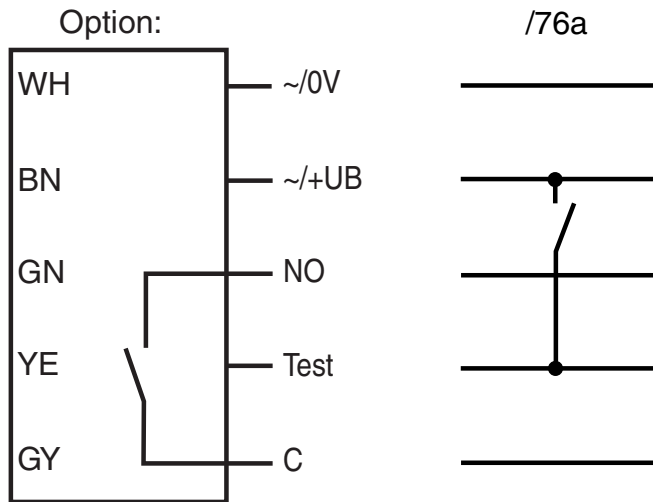 Option: /76a
WH ~/0V
BN ~/+UB
GN NO
YE Test
GY C